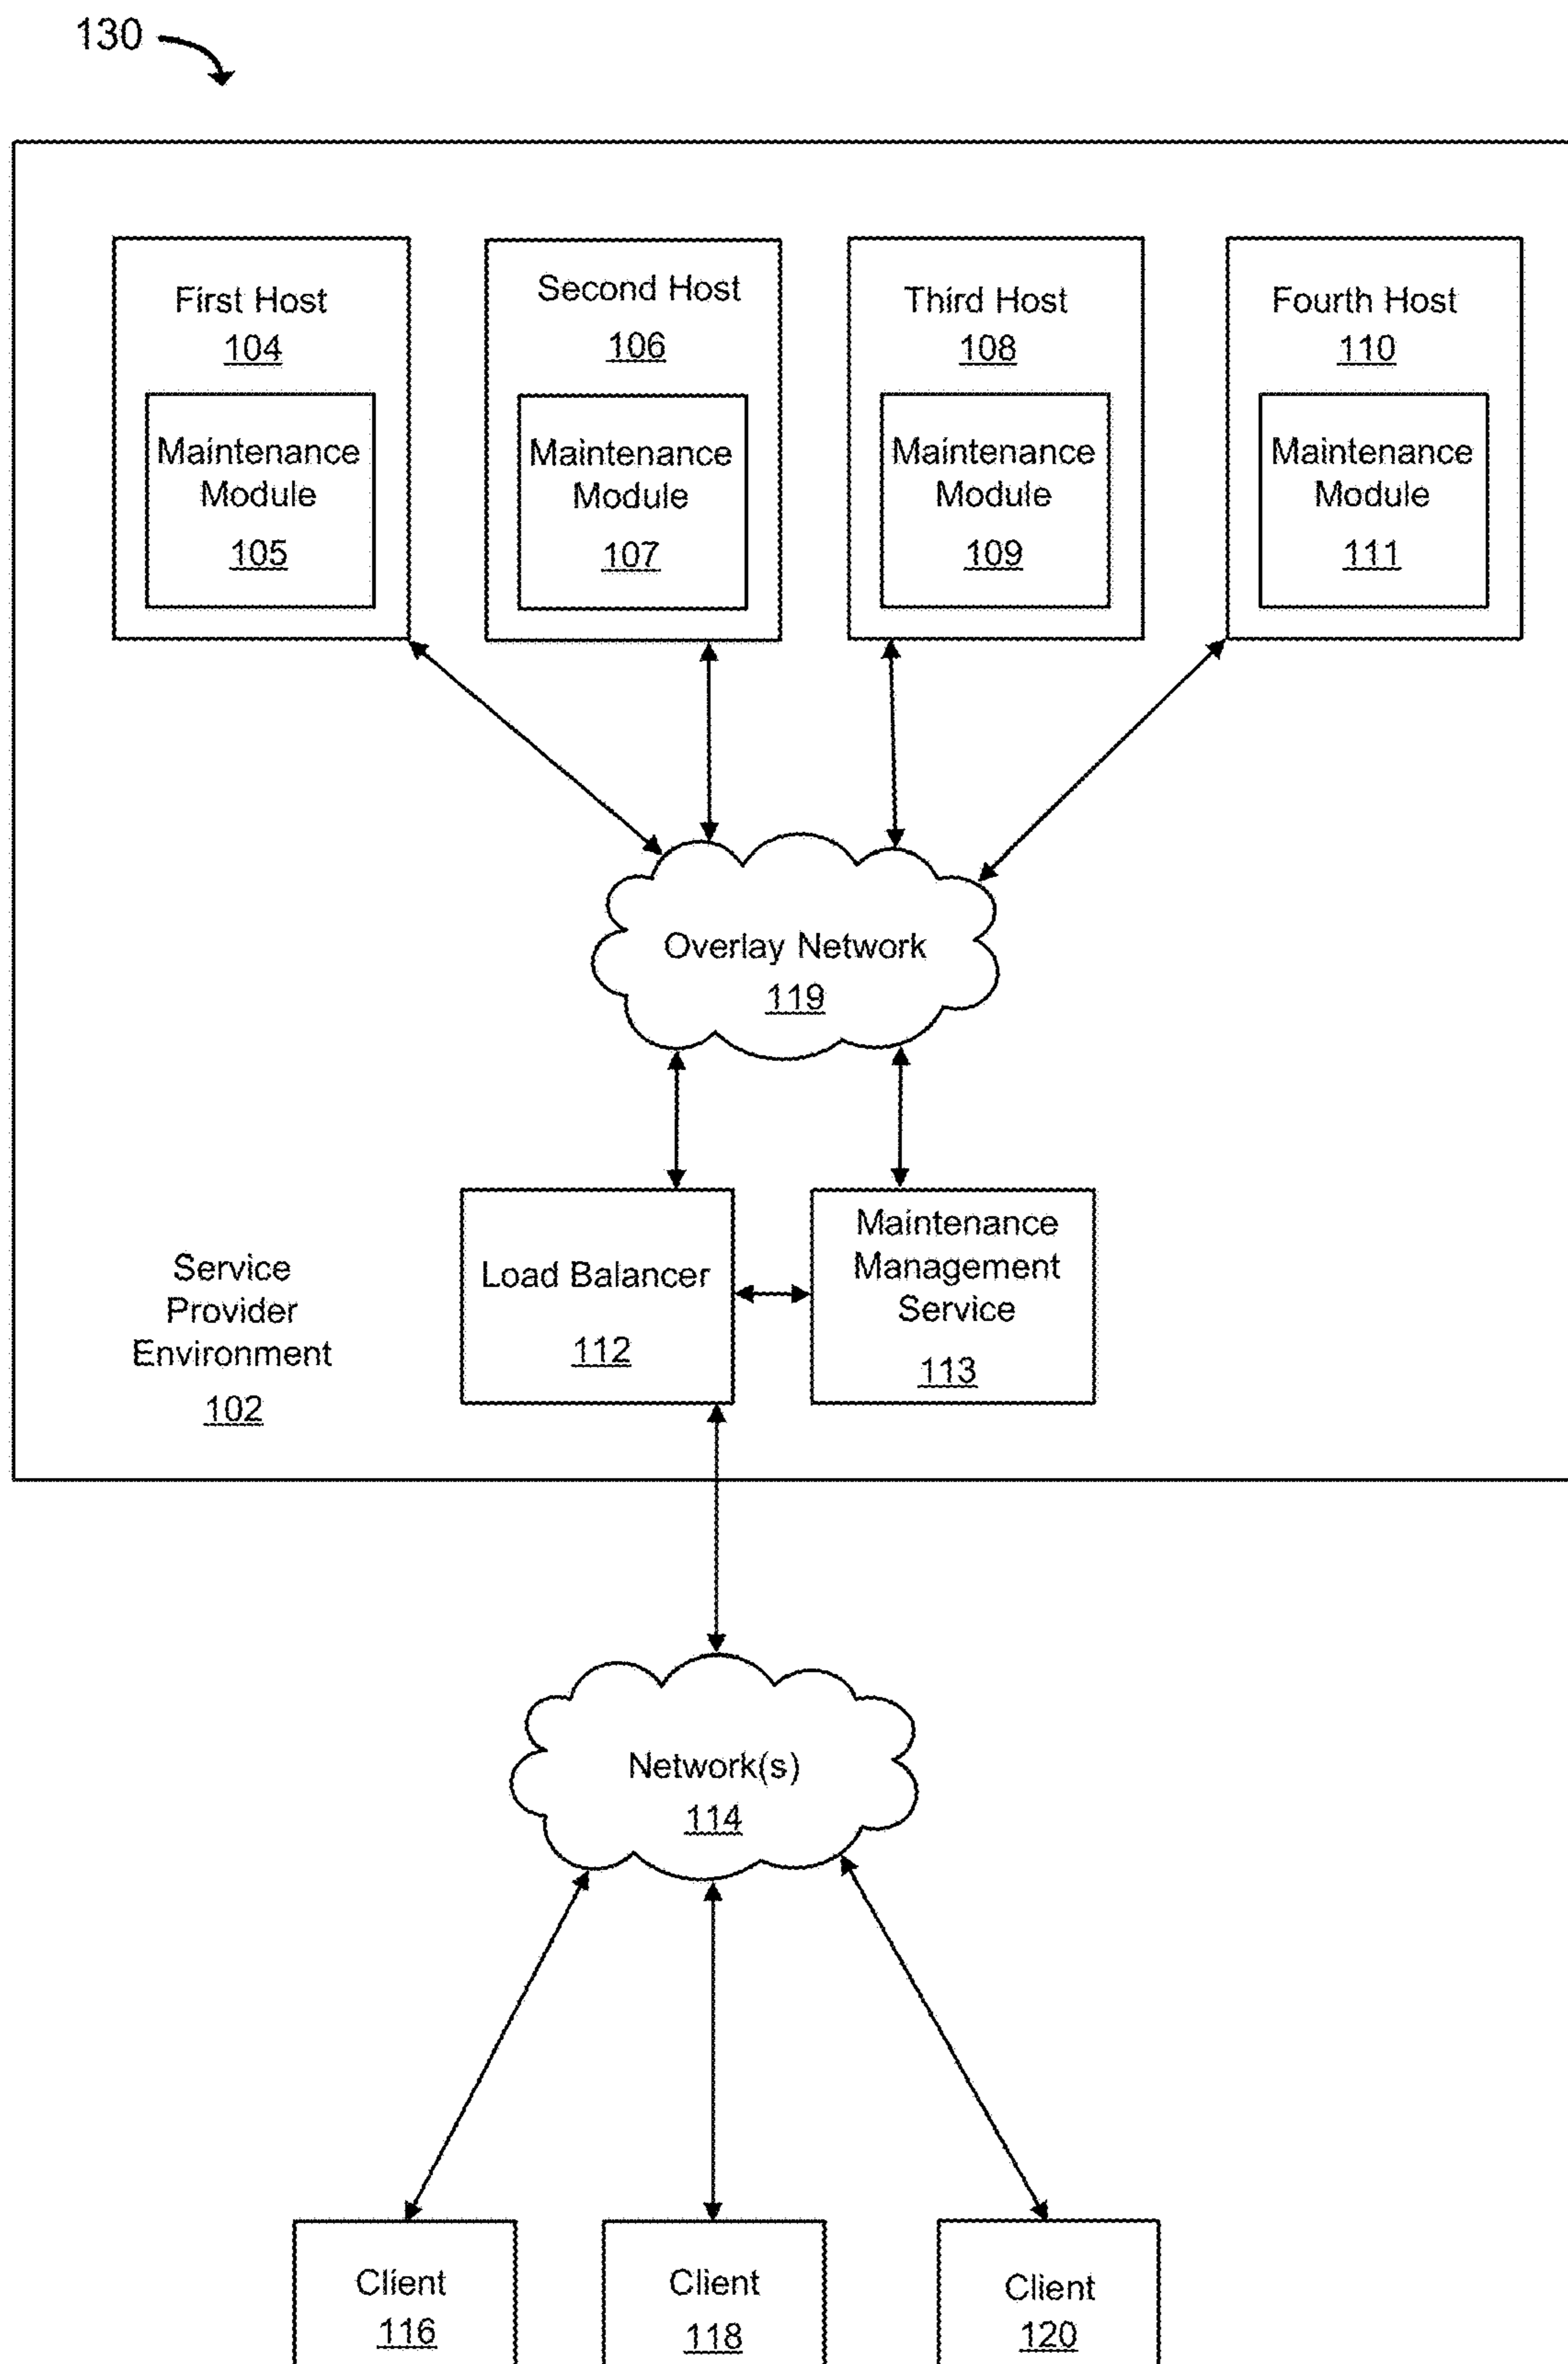 130
First Host
104
Maintenance
Module
105
Second Host
106
Maintenance
Module
107
Third Host
108
Maintenance
Module
109
Fourth Host
110
Maintenance
Module
111
Overlay Network
119
Service
Provider
Environment
102
Load Balancer
112
Maintenance
Management
Service
113
Network(s)
114
Client
116
Client
118
Client
120